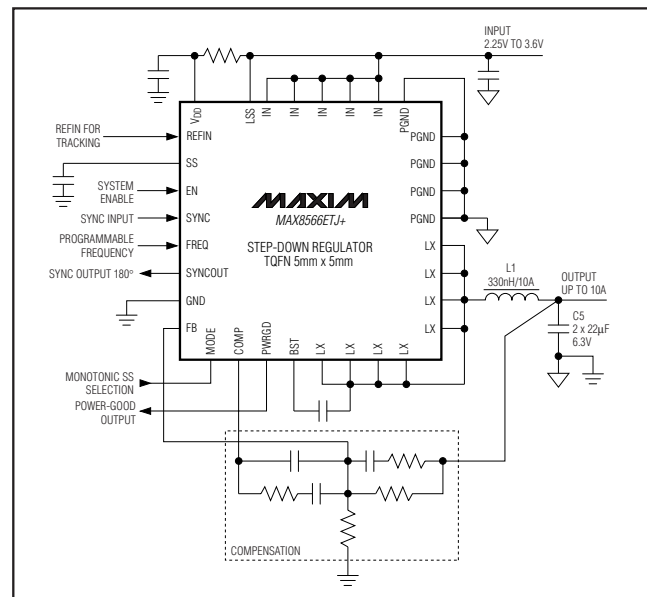 INPUT
2.25V TO 3.6V
VDD
LSS
IN
IN
IN
IN
IN
PGND
REFIN FOR
TRACKING
REFIN
PGND
SS
PGND
SYSTEM
ENABLE
EN
MAXIM
PGND
SYNC INPUT
SYNC
MAX8566ETJ+
PGND
PROGRAMMABLE
FREQUENCY
FREQ
STEP-DOWN REGULATOR
TQFN 5mm x 5mm
LX
SYNC OUTPUT 180°
SYNCOUT
LX
L1
330nH/10A
OUTPUT
UP TO 10A
GND
LX
FB
LX
C5
2 x 22µF
6.3V
MODE
COMP
PWRGD
BST
LX
LX
LX
LX
MONOTONIC SS
SELECTION
POWER-GOOD
OUTPUT
COMPENSATION